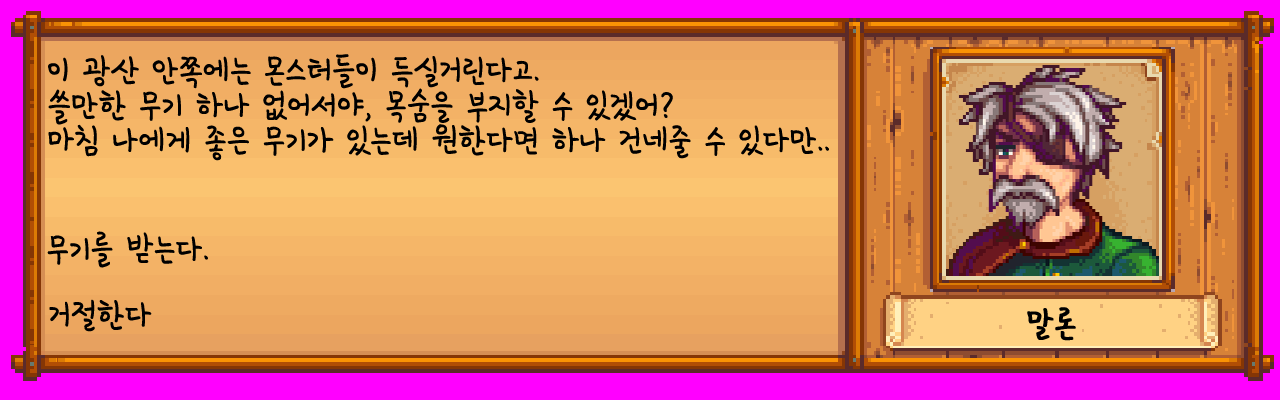 이 광산 안쪽에는 몬스터들이 득실거린다고.
쓸만한 무기 하나 없어서야, 목숨을 부지할 수 있겠어?
마침 나에게 좋은 무기가 있는데 원한다면 하나 건네줄 수 있다만..
무기를 받는다.
거절한다
말론